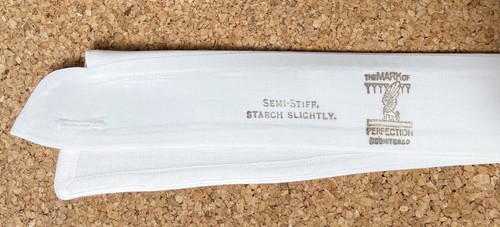 SEMI-STIFF,
STARCH SLIGHTLY.
THE MARK OF
PERFECTION
REGISTERED